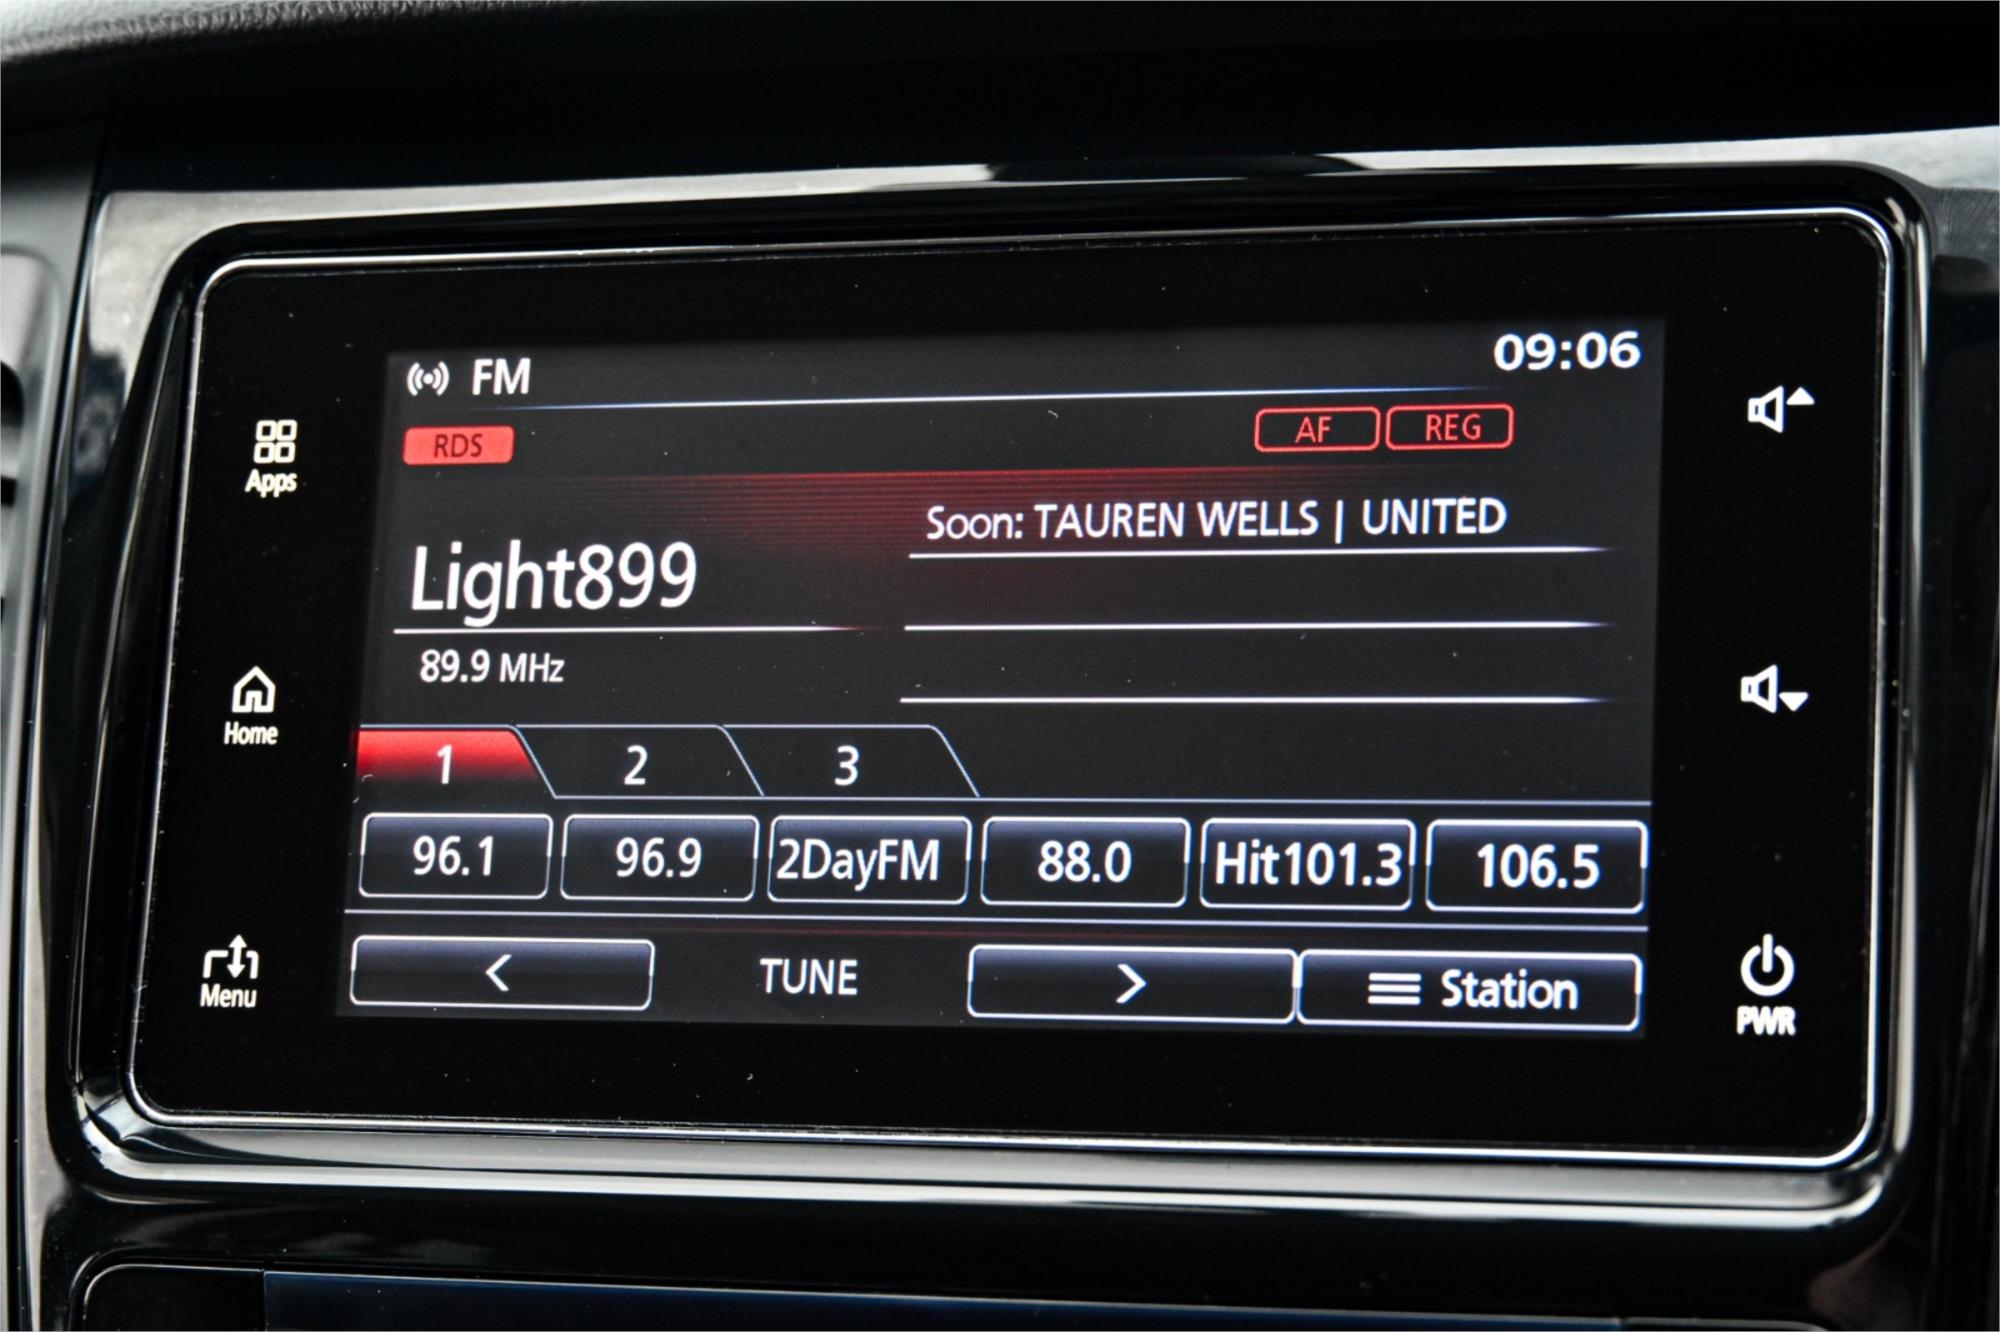 FM
09:06
RDS
AF
REG
Apps
Soon: TAUREN WELLS | UNITED
Light899
89.9 MHz
Home
1
2
3
96.1
96.9
2DayFM
88.0
Hit101.3
106.5
Menu
<
TUNE
>
Station
PWR